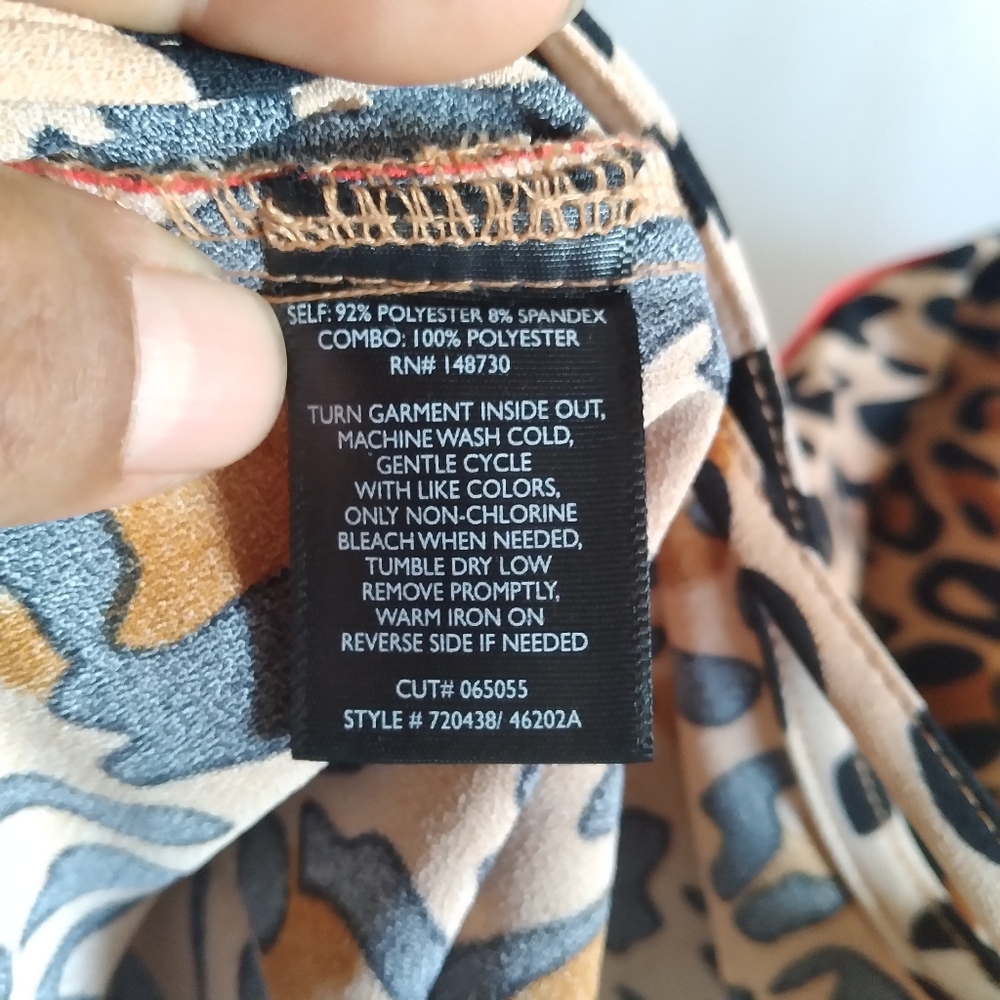 SELF: 92% POLYESTER 8% SPANDEX
COMBO: 100% POLYESTER
RN# 148730
TURN GARMENT INSIDE OUT,
MACHINE WASH COLD,
GENTLE CYCLE
WITH LIKE COLORS,
ONLY NON-CHLORINE
BLEACH WHEN NEEDED,
TUMBLE DRY LOW
REMOVE PROMPTLY,
WARM IRON ON
REVERSE SIDE IF NEEDED
CUT# 065055
STYLE # 720438/ 46202A